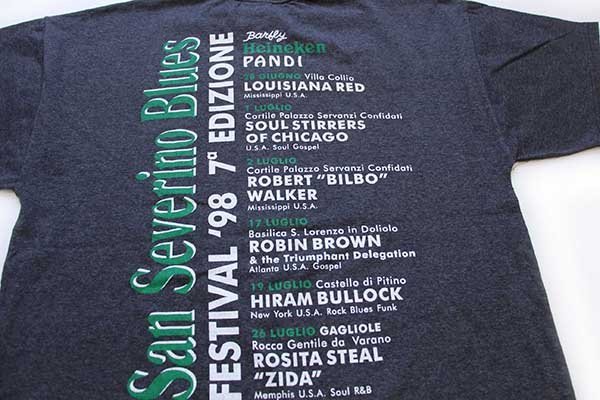 San Severino Blues
FESTIVAL '98 7ª EDIZIONE
Barfly
Heineken
PANDI
28 GIUGNO Villa Collio
LOUISIANA RED
Mississippi U.S.A.
1 LUGLIO
Cortile Palazzo Servanzi Confidati
SOUL STIRRERS
OF CHICAGO
U.S.A. Soul Gospel
2 LUGLIO
Cortile Palazzo Servanzi Confidati
ROBERT "BILBO"
WALKER
Mississippi U.S.A.
17 LUGLIO
Basilica S. Lorenzo in Doliolo
ROBIN BROWN
& the Triumphant Delegation
Atlanta U.S.A. Gospel
19 LUGLIO Castello di Pitino
HIRAM BULLOCK
New York U.S.A. Rock Blues Funk
26 LUGLIO GAGLIOLE
Rocca Gentile da Varano
ROSITA STEAL
"ZIDA"
Memphis U.S.A. Soul R&B